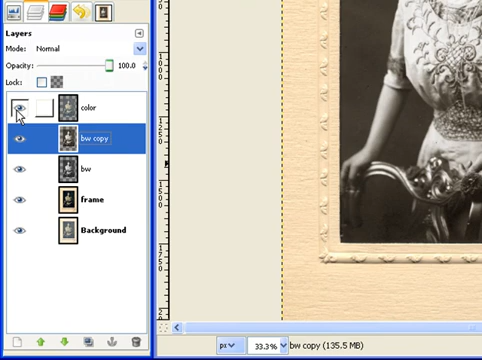 Layers
Mode: Normal
Opacity: 100.0
Lock:
color
bw copy
bw
frame
Background
px 33.3% bw copy (135.5 MB)